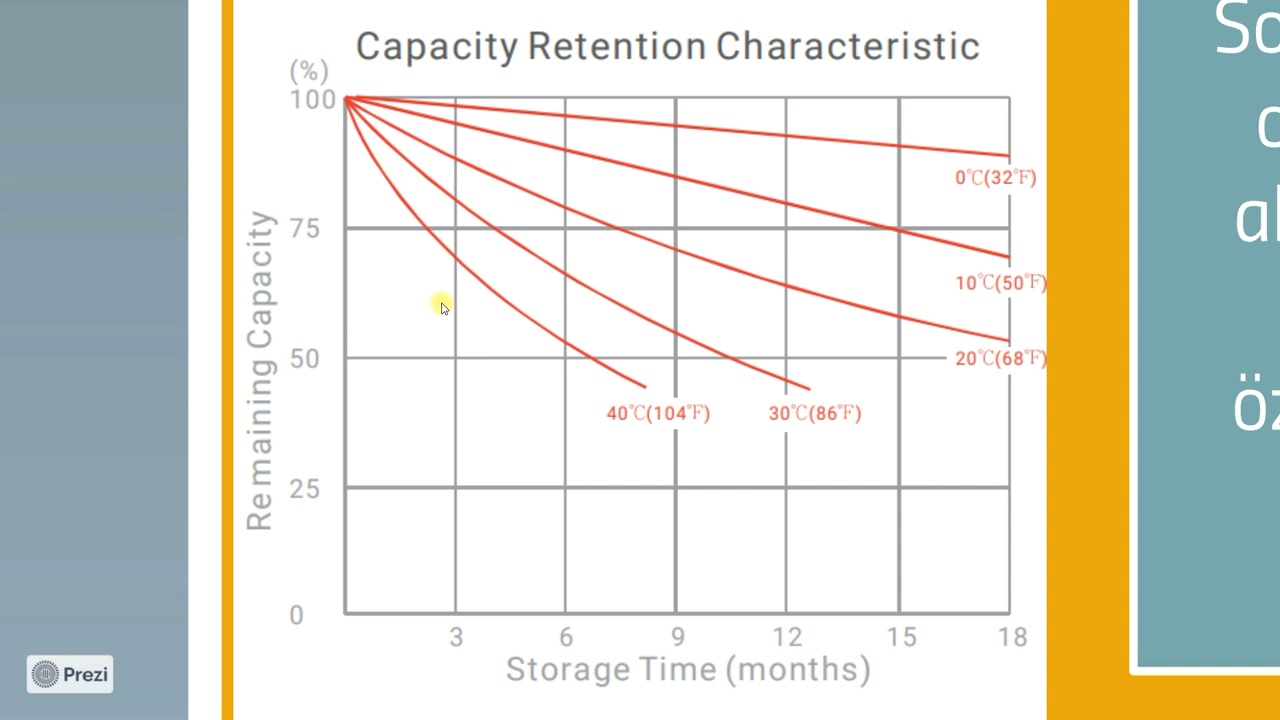 Capacity Retention Characteristic
(%)
100
75
50
25
0
Remaining Capacity
0℃(32℉)
10℃(50℉)
20℃(68℉)
40℃(104℉)
30℃(86℉)
3 6 9 12 15 18
Storage Time (months)
Prezi